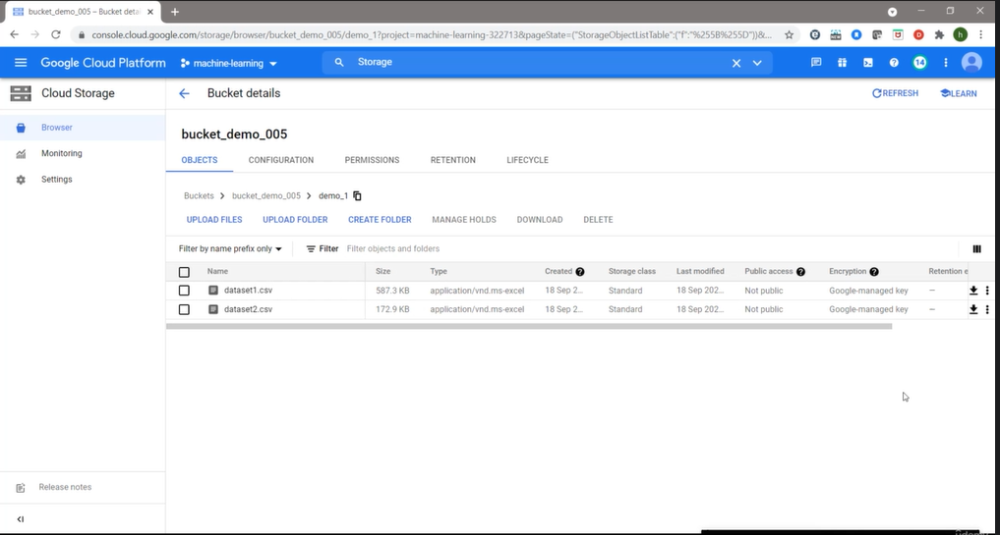 bucket_demo_005 – Bucket detai
console.cloud.google.com/storage/browser/bucket_demo_005/demo_1?project=machine-learning-322713&pageState=("StorageObjectListTable":("f":"%255B%255D"))&...
Google Cloud Platform machine-learning Storage 14
Cloud Storage Bucket details REFRESH LEARN
Browser
Monitoring
Settings
bucket_demo_005
OBJECTS CONFIGURATION PERMISSIONS RETENTION LIFECYCLE
Buckets bucket_demo_005 demo_1
UPLOAD FILES UPLOAD FOLDER CREATE FOLDER MANAGE HOLDS DOWNLOAD DELETE
Filter by name prefix only Filter Filter objects and folders
Name Size Type Created Storage class Last modified Public access Encryption Retention e
dataset1.csv 587.3 KB application/vnd.ms-excel 18 Sep 2... Standard 18 Sep 202... Not public Google-managed key —
dataset2.csv 172.9 KB application/vnd.ms-excel 18 Sep 2... Standard 18 Sep 202... Not public Google-managed key —
Release notes